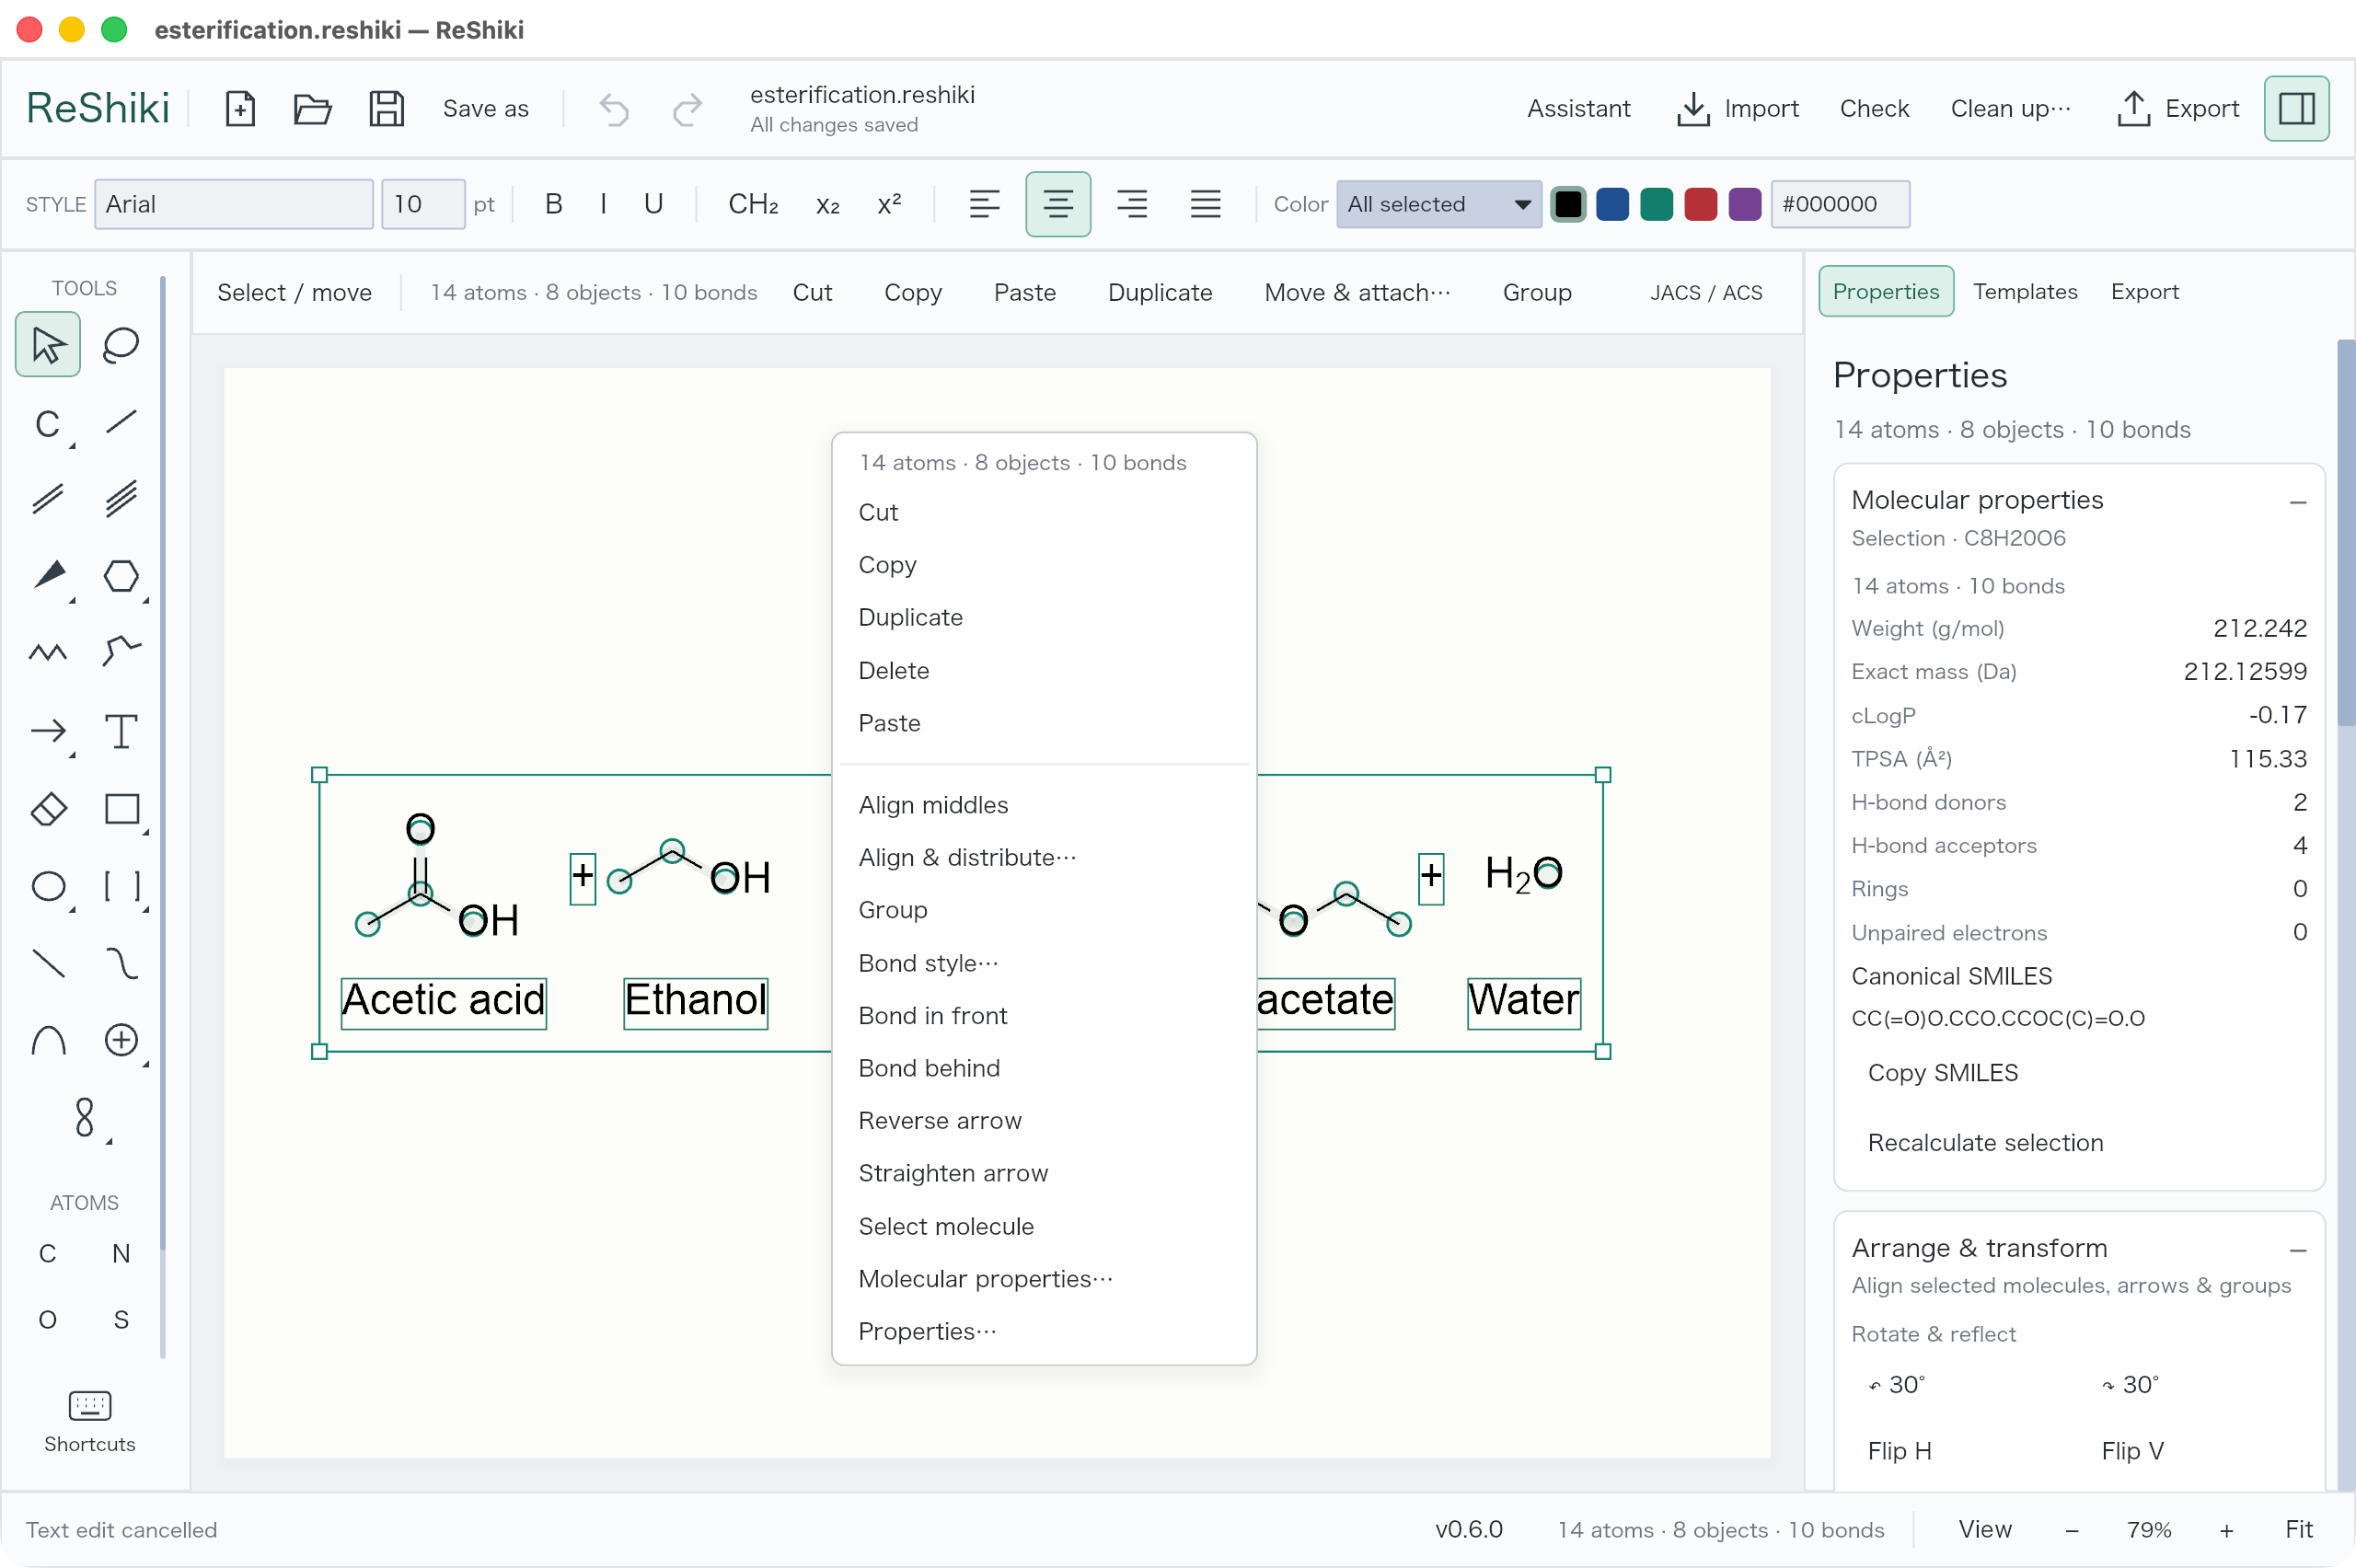 esterification.reshiki — ReShiki
ReShiki
Save as
esterification.reshiki
All changes saved
Assistant
Import
Check
Clean up…
Export
STYLE
Arial
10
pt
B
I
U
CH₂
x₂
x²
Color
All selected
#000000
TOOLS
C
T
ATOMS
C N
O S
Shortcuts
Select / move
14 atoms · 8 objects · 10 bonds
Cut
Copy
Paste
Duplicate
Move & attach…
Group
JACS / ACS
14 atoms · 8 objects · 10 bonds
Cut
Copy
Duplicate
Delete
Paste
Align middles
Align & distribute…
Group
Bond style…
Bond in front
Bond behind
Reverse arrow
Straighten arrow
Select molecule
Molecular properties…
Properties…
O
OH
+
OH
O
+
H₂O
Acetic acid
Ethanol
acetate
Water
Properties
Templates
Export
Properties
14 atoms · 8 objects · 10 bonds
Molecular properties –
Selection · C8H20O6
14 atoms · 10 bonds
Weight (g/mol) 212.242
Exact mass (Da) 212.12599
cLogP -0.17
TPSA (Å²) 115.33
H-bond donors 2
H-bond acceptors 4
Rings 0
Unpaired electrons 0
Canonical SMILES
CC(=O)O.CCO.CCOC(C)=O.O
Copy SMILES
Recalculate selection
Arrange & transform –
Align selected molecules, arrows & groups
Rotate & reflect
↶ 30° ↷ 30°
Flip H Flip V
Text edit cancelled
v0.6.0
14 atoms · 8 objects · 10 bonds
View
–
79%
+
Fit